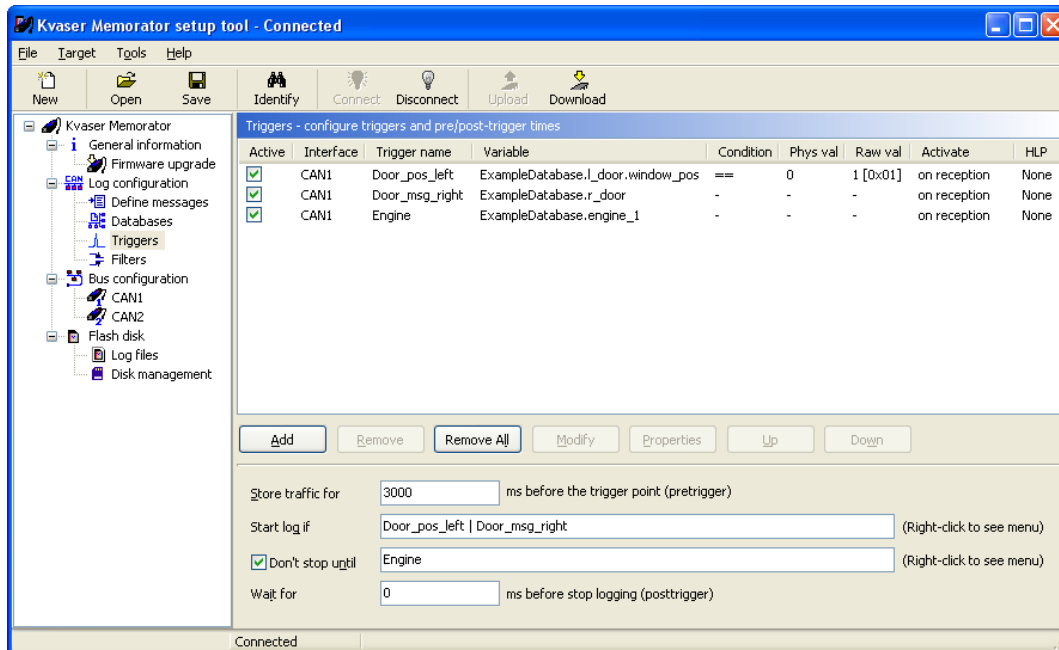 Kvaser Memorator setup tool - Connected
File Target Tools Help
New Open Save Identify Connect Disconnect Upload Download
Kvaser Memorator
General information
Firmware upgrade
Log configuration
Define messages
Databases
Triggers
Filters
Bus configuration
CAN1
CAN2
Flash disk
Log files
Disk management
Triggers - configure triggers and pre/post-trigger times
Active Interface Trigger name Variable Condition Phys val Raw val Activate HLP
CAN1 Door_pos_left ExampleDatabase.l_door.window_pos == 0 1 [0x01] on reception None
CAN1 Door_msg_right ExampleDatabase.r_door - - - on reception None
CAN1 Engine ExampleDatabase.engine_1 - - - on reception None
Add Remove Remove All Modify Properties Up Down
Store traffic for 3000 ms before the trigger point (pretrigger)
Start log if Door_pos_left | Door_msg_right (Right-click to see menu)
Don't stop until Engine (Right-click to see menu)
Wait for 0 ms before stop logging (posttrigger)
Connected